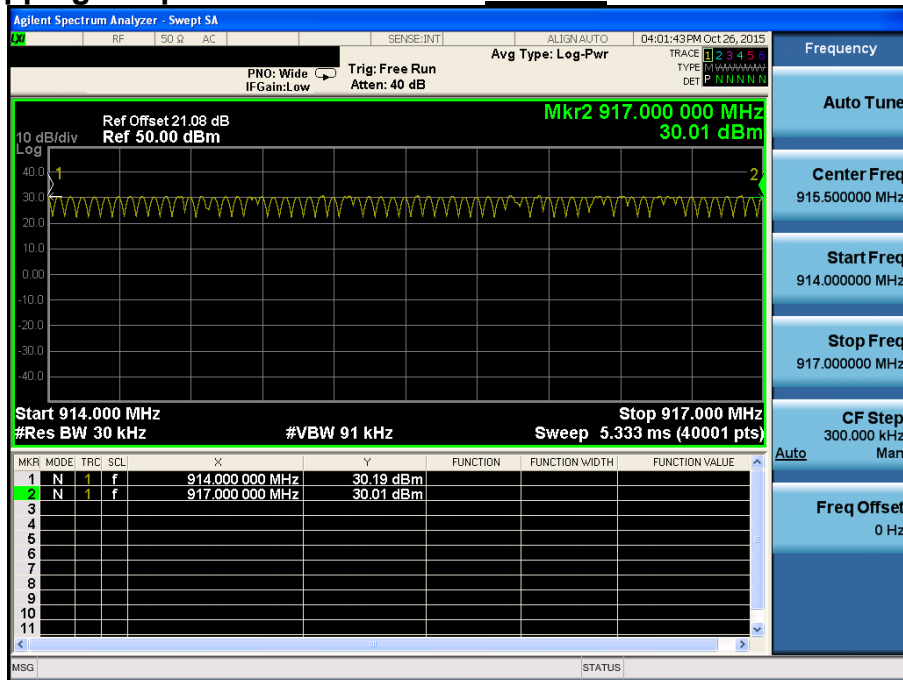 Agilent Spectrum Analyzer - Swept SA
LXI RF 50 Ω AC SENSE:INT ALIGN AUTO 04:01:43 PM Oct 26, 2015
Frequency
PNO: Wide
IFGain:Low
Trig: Free Run
Atten: 40 dB
Avg Type: Log-Pwr
TRACE 1 2 3 4 5 6
TYPE M WWWWW
DET P N N N N N
Auto Tune
Mkr2 917.000 000 MHz
30.01 dBm
Ref Offset 21.08 dB
10 dB/div Ref 50.00 dBm
Log
40.0
30.0
20.0
10.0
0.00
-10.0
-20.0
-30.0
-40.0
1
2
Center Freq
915.500000 MHz
Start Freq
914.000000 MHz
Stop Freq
917.000000 MHz
Start 914.000 MHz Stop 917.000 MHz
#Res BW 30 kHz #VBW 91 kHz Sweep 5.333 ms (40001 pts)
CF Step
300.000 kHz
Auto Man
MKR MODE TRC SCL X Y FUNCTION FUNCTION WIDTH FUNCTION VALUE
1 N 1 f 914.000 000 MHz 30.19 dBm
2 N 1 f 917.000 000 MHz 30.01 dBm
3
4
5
6
7
8
9
10
11
Freq Offset
0 Hz
MSG STATUS